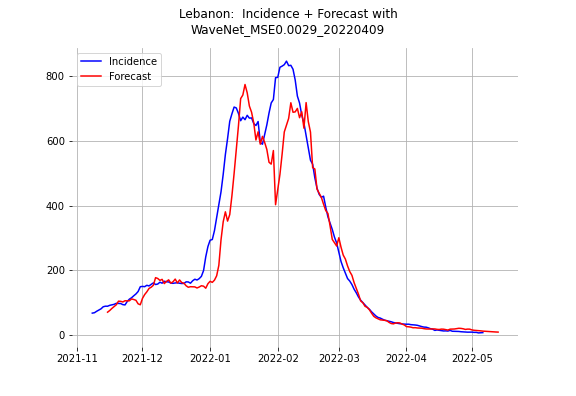 Lebanon: Incidence + Forecast with
WaveNet_MSE0.0029_20220409
Incidence
Forecast
800
600
400
200
0
2021-11 2021-12 2022-01 2022-02 2022-03 2022-04 2022-05